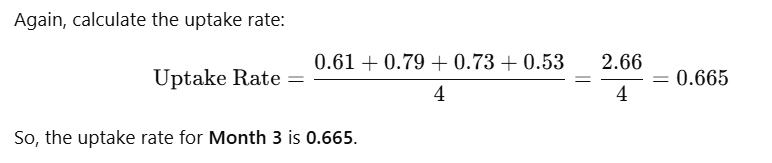 Again, calculate the uptake rate:
Uptake Rate = (0.61 + 0.79 + 0.73 + 0.53)/4 = 2.66/4 = 0.665
So, the uptake rate for Month 3 is 0.665.